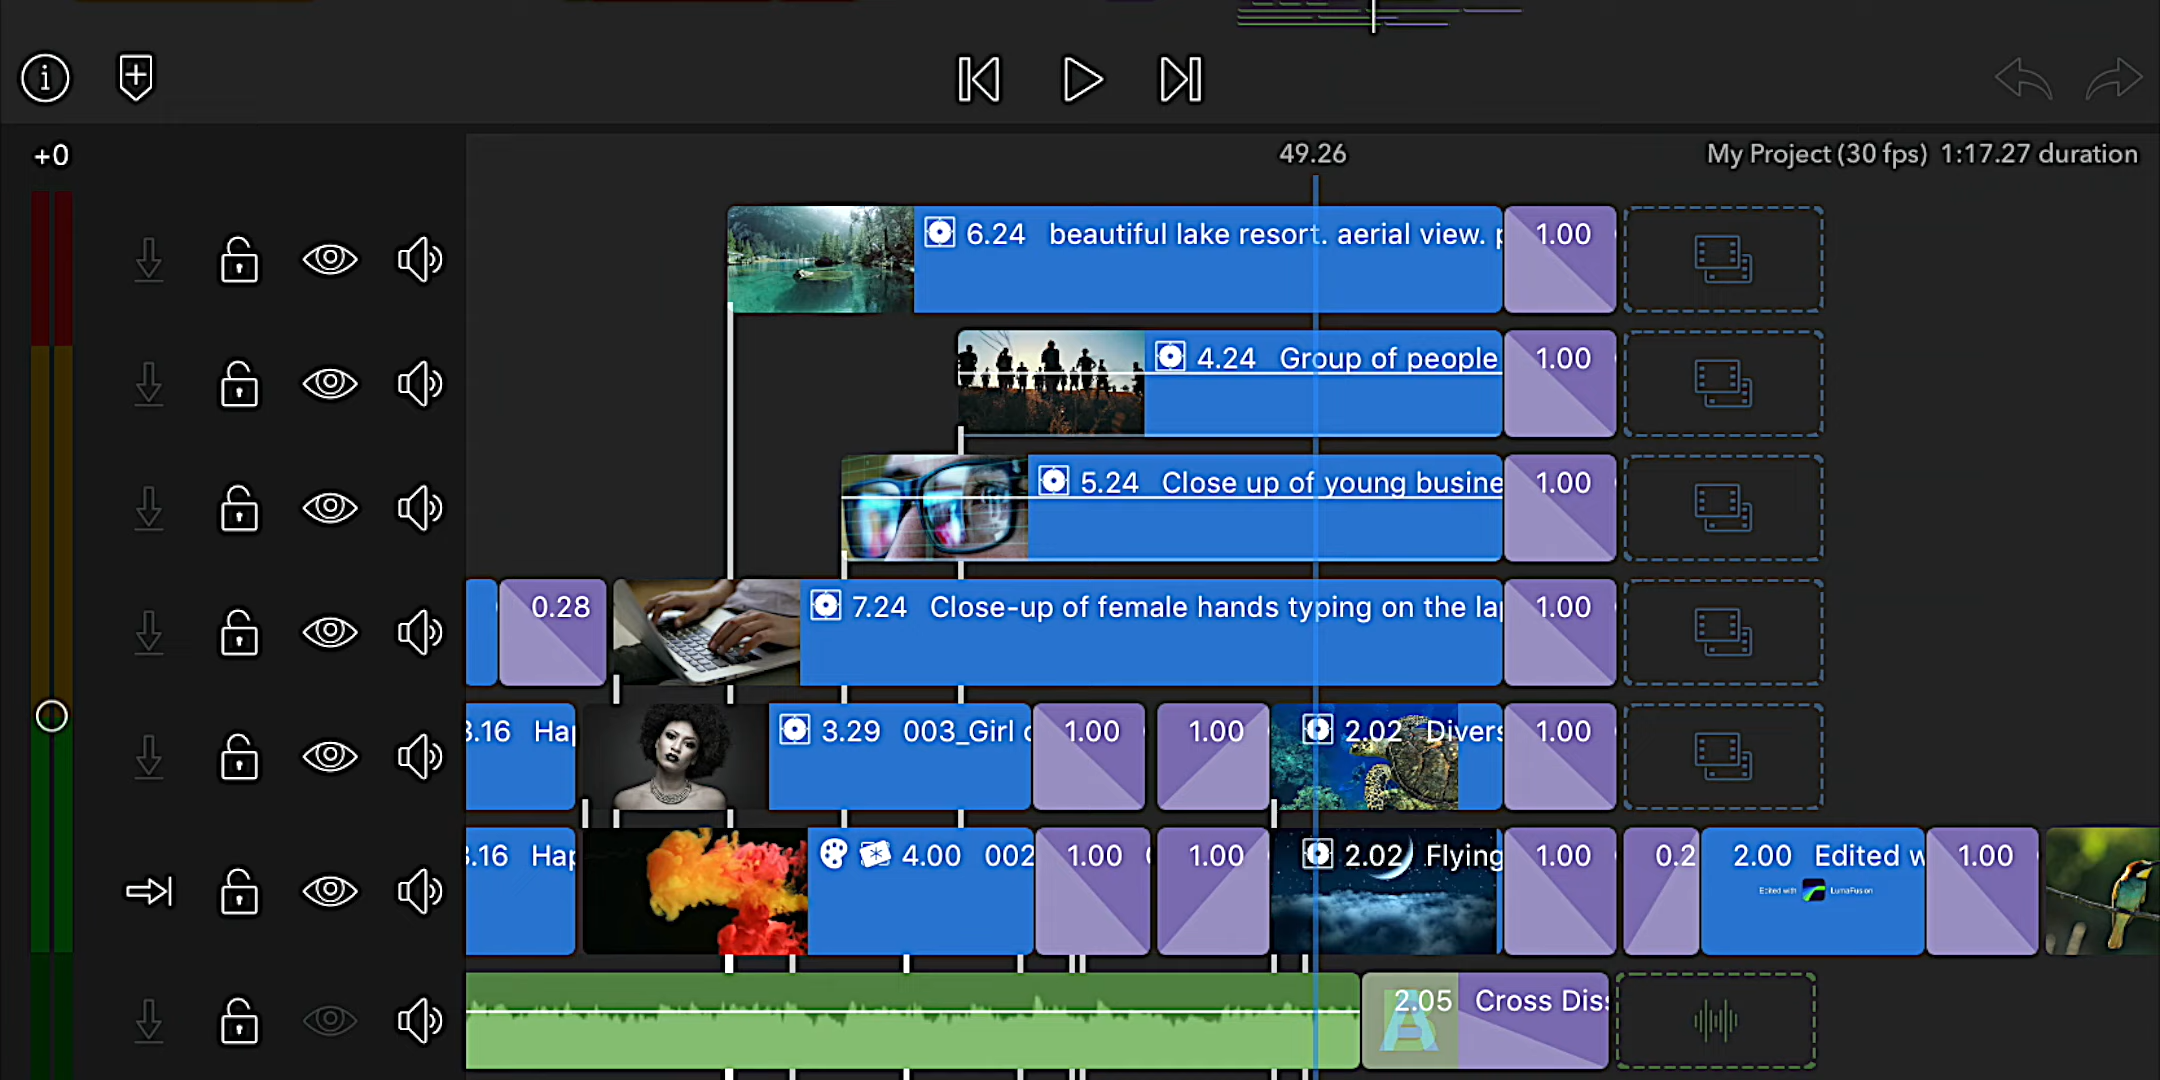 +0
49.26
My Project (30 fps) 1:17.27 duration
6.24 beautiful lake resort. aerial view. 1.00
4.24 Group of people 1.00
5.24 Close up of young busine 1.00
0.28 7.24 Close-up of female hands typing on the la 1.00
3.16 Ha 3.29 003_Girl 1.00 1.00 2.02 Divers 1.00
3.16 Hap 4.00 002 1.00 1.00 2.02 Flying 1.00 0.2 2.00 Edited w 1.00
Edited with LumaFusion
2.05 Cross Diss